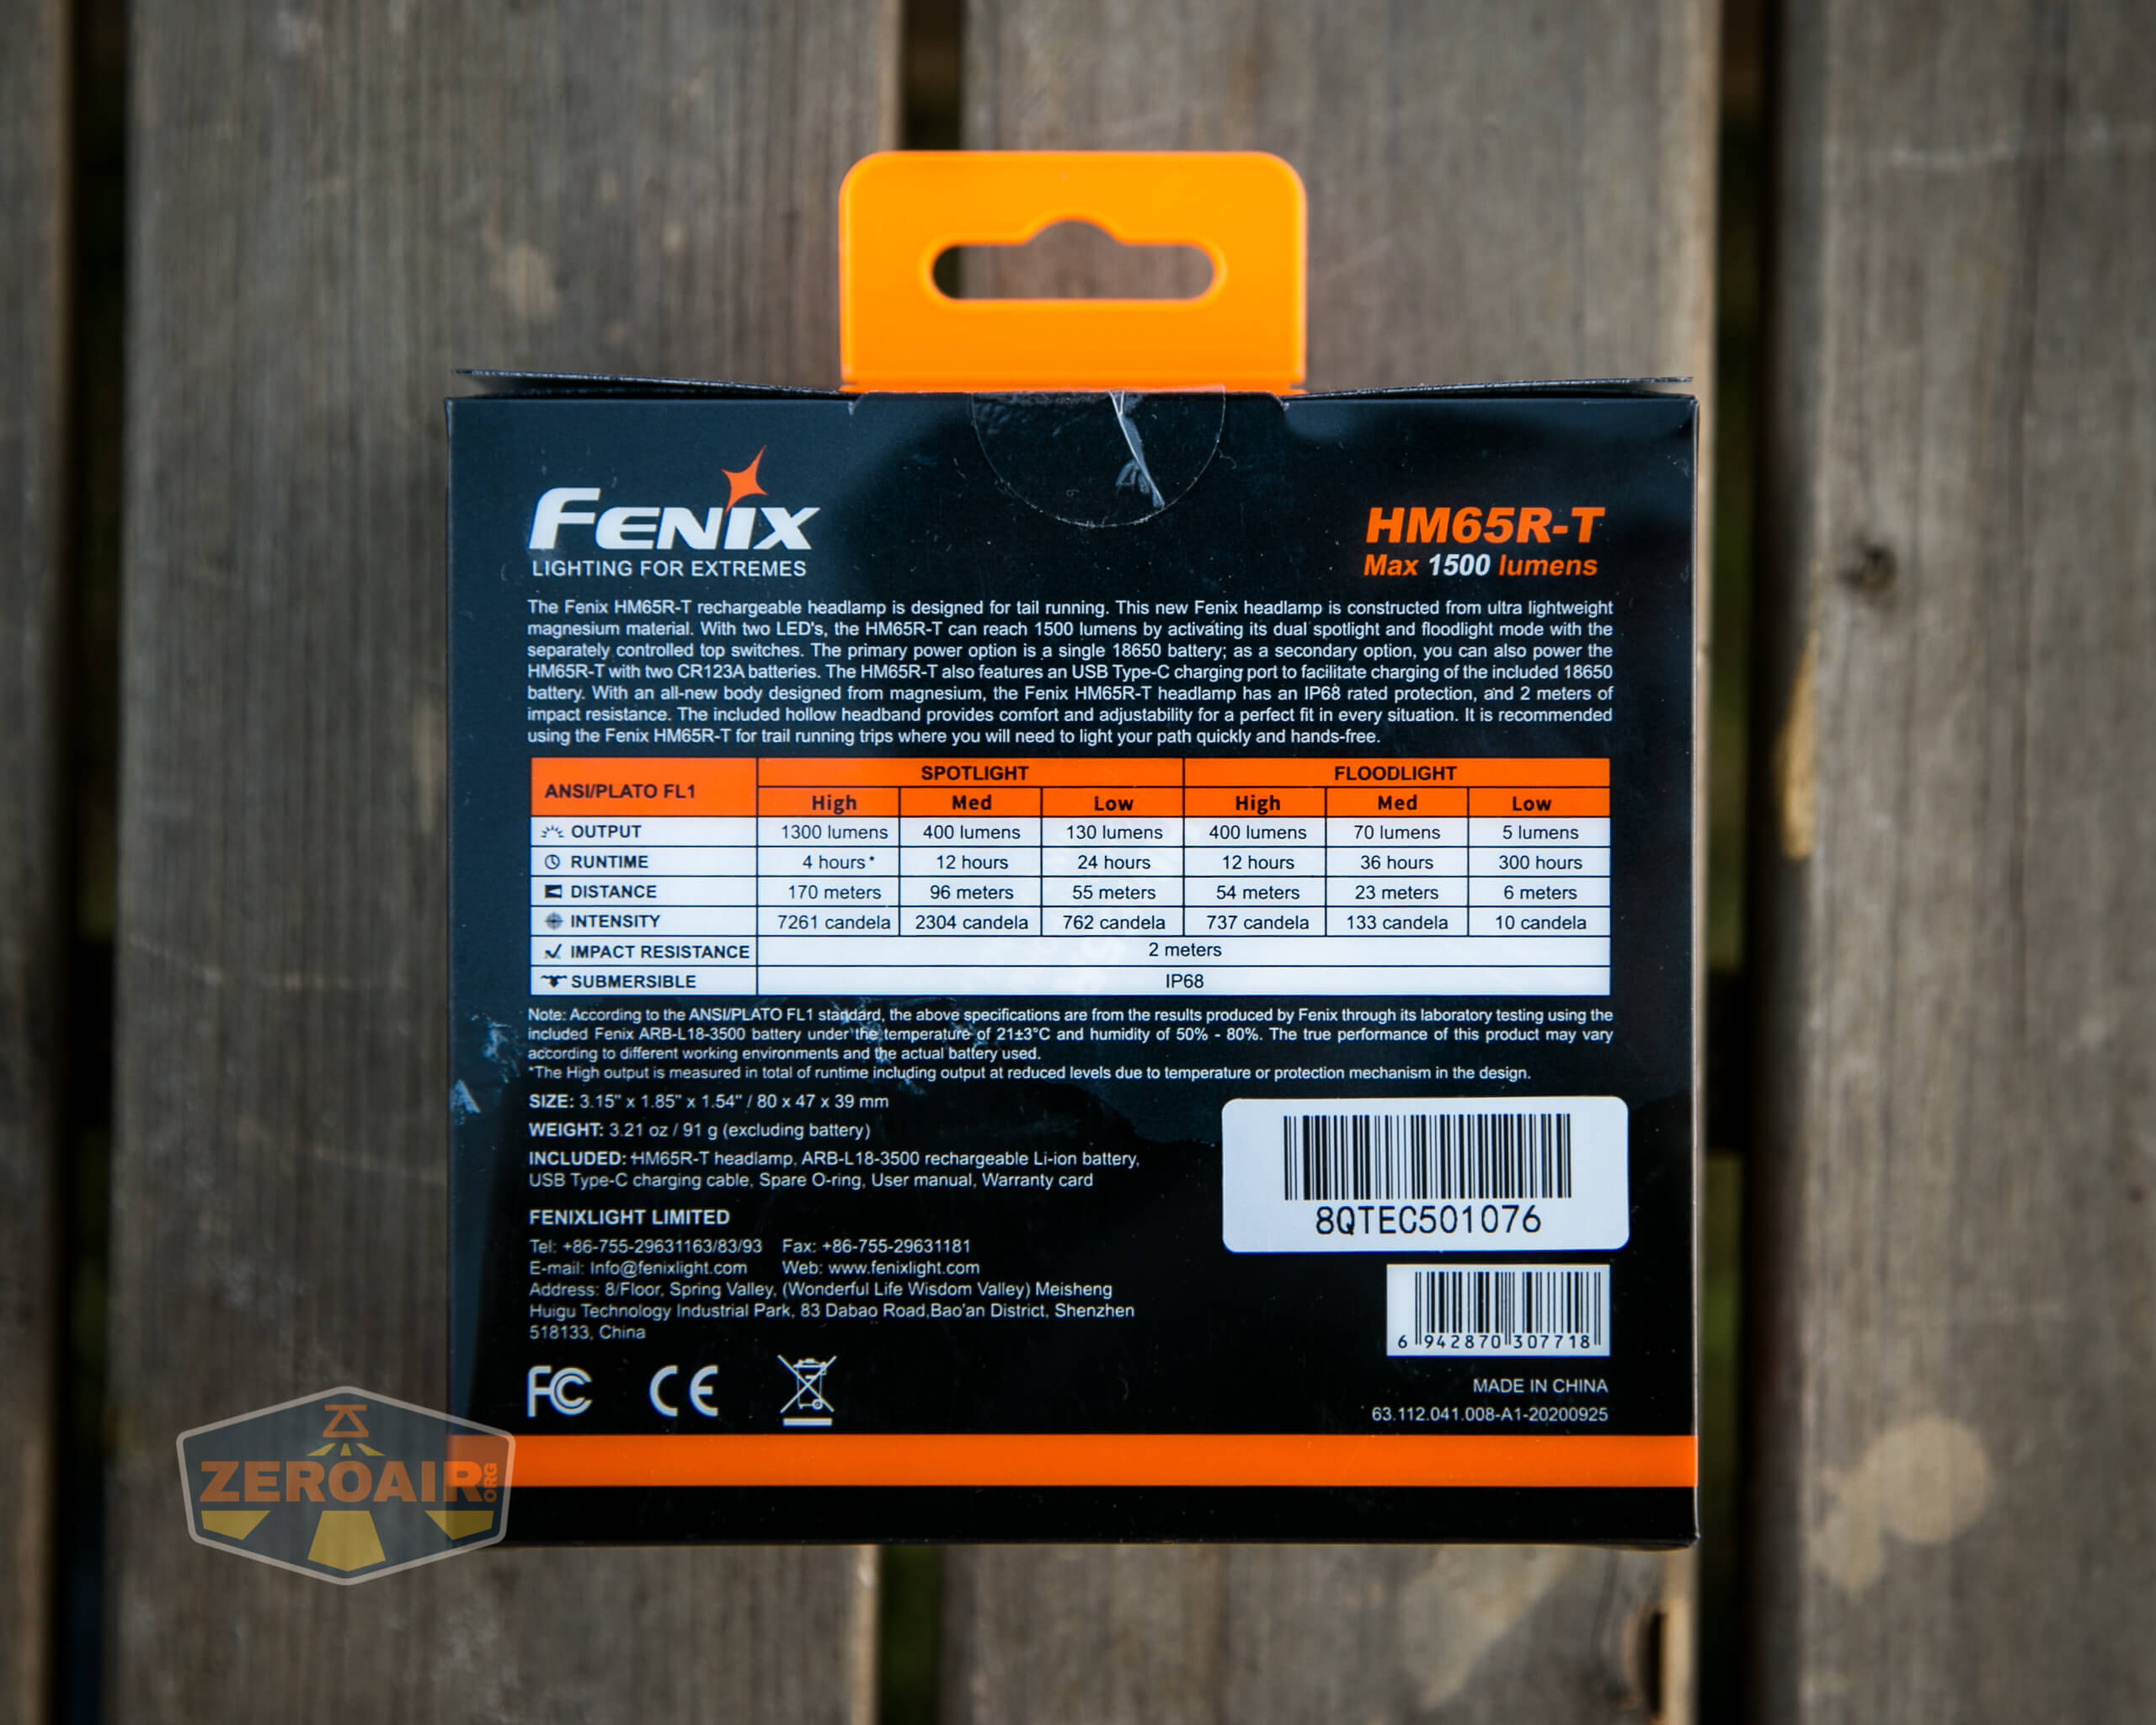 FENIX
LIGHTING FOR EXTREMES
HM65R-T
Max 1500 lumens
The Fenix HM65R-T rechargeable headlamp is designed for tail running. This new Fenix headlamp is constructed from ultra lightweight
magnesium material. With two LED's, the HM65R-T can reach 1500 lumens by activating its dual spotlight and floodlight mode with the
separately controlled top switches. The primary power option is a single 18650 battery; as a secondary option, you can also power the
HM65R-T with two CR123A batteries. The HM65R-T also features an USB Type-C charging port to facilitate charging of the included 18650
battery. With an all-new body designed from magnesium, the Fenix HM65R-T headlamp has an IP68 rated protection, and 2 meters of
impact resistance. The included hollow headband provides comfort and adjustability for a perfect fit in every situation. It is recommended
using the Fenix HM65R-T for trail running trips where you will need to light your path quickly and hands-free.
ANSI/PLATO FL1 SPOTLIGHT FLOODLIGHT
High Med Low High Med Low
OUTPUT 1300 lumens 400 lumens 130 lumens 400 lumens 70 lumens 5 lumens
RUNTIME 4 hours* 12 hours 24 hours 12 hours 36 hours 300 hours
DISTANCE 170 meters 96 meters 55 meters 54 meters 23 meters 6 meters
INTENSITY 7261 candela 2304 candela 762 candela 737 candela 133 candela 10 candela
IMPACT RESISTANCE 2 meters
SUBMERSIBLE IP68
Note: According to the ANSI/PLATO FL1 standard, the above specifications are from the results produced by Fenix through its laboratory testing using the
included Fenix ARB-L18-3500 battery under the temperature of 21±3°C and humidity of 50% - 80%. The true performance of this product may vary
according to different working environments and the actual battery used.
*The High output is measured in total of runtime including output at reduced levels due to temperature or protection mechanism in the design.
SIZE: 3.15" x 1.85" x 1.54" / 80 x 47 x 39 mm
WEIGHT: 3.21 oz / 91 g (excluding battery)
INCLUDED: HM65R-T headlamp, ARB-L18-3500 rechargeable Li-ion battery,
USB Type-C charging cable, Spare O-ring, User manual, Warranty card
FENIXLIGHT LIMITED
Tel: +86-755-29631163/83/93 Fax: +86-755-29631181
E-mail: Info@fenixlight.com Web: www.fenixlight.com
Address: 8/Floor, Spring Valley, (Wonderful Life Wisdom Valley) Meisheng
Huigu Technology Industrial Park, 83 Dabao Road,Bao'an District, Shenzhen
518133, China
8QTEC501076
6 942870 307718
FC CE
MADE IN CHINA
63.112.041.008-A1-20200925
ZEROAIR.ORG